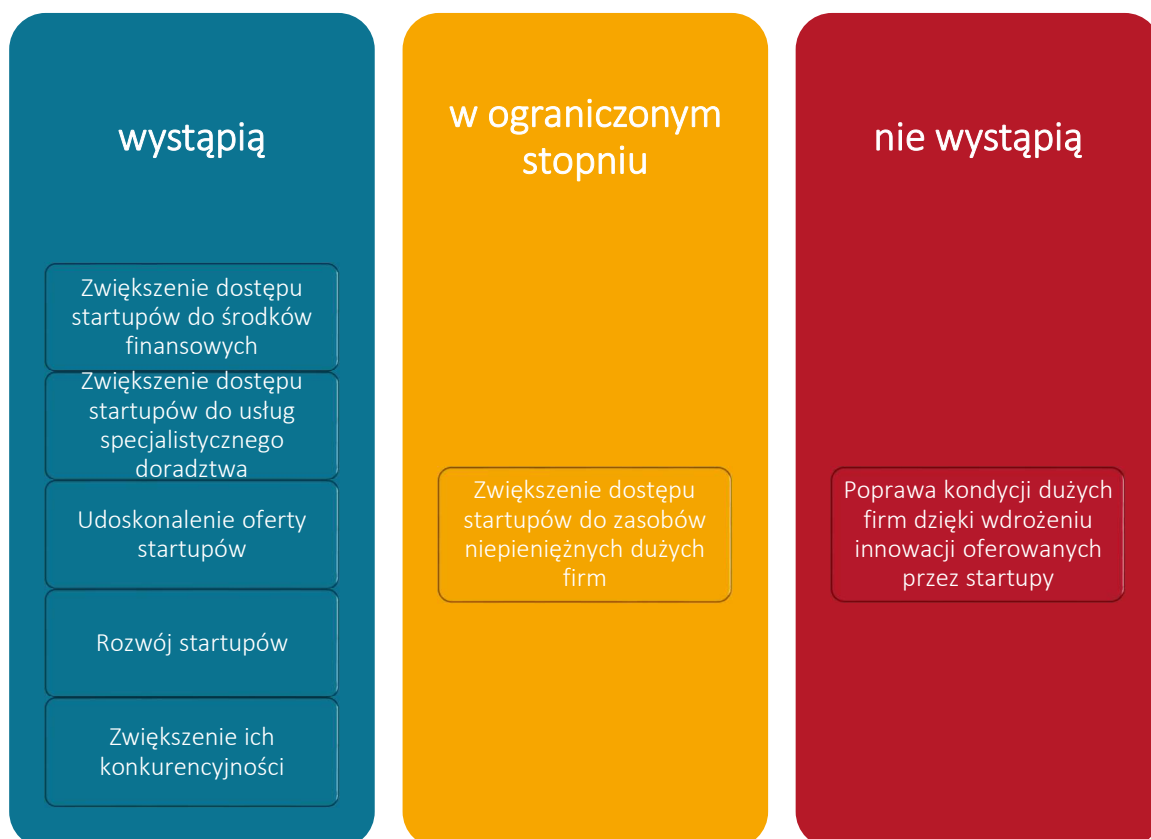 wystąpią
Zwiększenie dostępu
startupów do środków
finansowych
Zwiększenie dostępu
startupów do usług
specjalistycznego
doradztwa
Udoskonalenie oferty
startupów
Rozwój startupów
Zwiększenie ich
konkurencyjności
w ograniczonym
stopniu
Zwiększenie dostępu
startupów do zasobów
niepieniężnych dużych
firm
nie wystąpią
Poprawa kondycji dużych
firm dzięki wdrożeniu
innowacji oferowanych
przez startupy